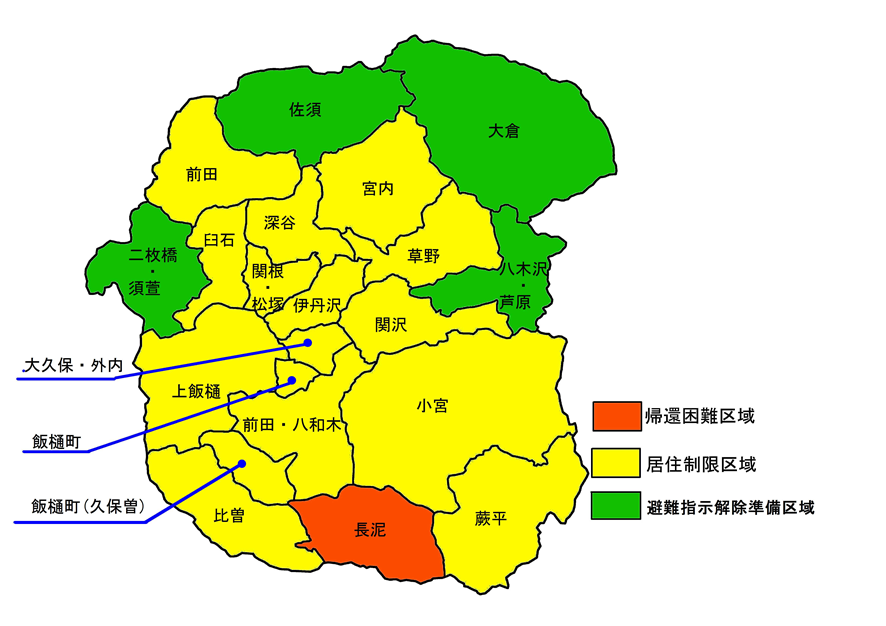 佐須
大倉
前田
宮内
深谷
臼石
草野
二枚橋
・
須萱
関根
・
松塚
八木沢
・
芦原
伊丹沢
関沢
大久保・外内
上飯樋
小宮
前田・八和木
飯樋町
飯樋町(久保曽)
比曽
長泥
蕨平
帰還困難区域
居住制限区域
避難指示解除準備区域